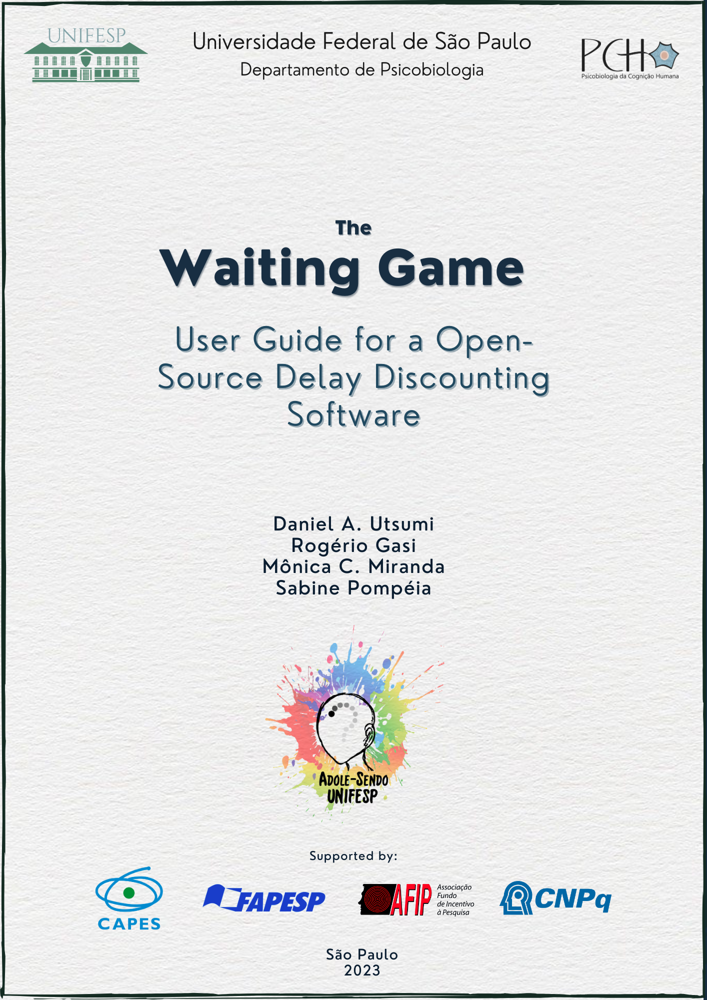 UNIFESP
Universidade Federal de São Paulo
Departamento de Psicobiologia
PCH
Psicobiologia da Cognição Humana
The
Waiting Game
User Guide for a Open-
Source Delay Discounting
Software
Daniel A. Utsumi
Rogério Gasi
Mônica C. Miranda
Sabine Pompéia
ADOLE-SENDO
UNIFESP
Supported by:
CAPES
FAPESP
AFIP
Associação
Fundo
de Incentivo
à Pesquisa
CNPq
São Paulo
2023